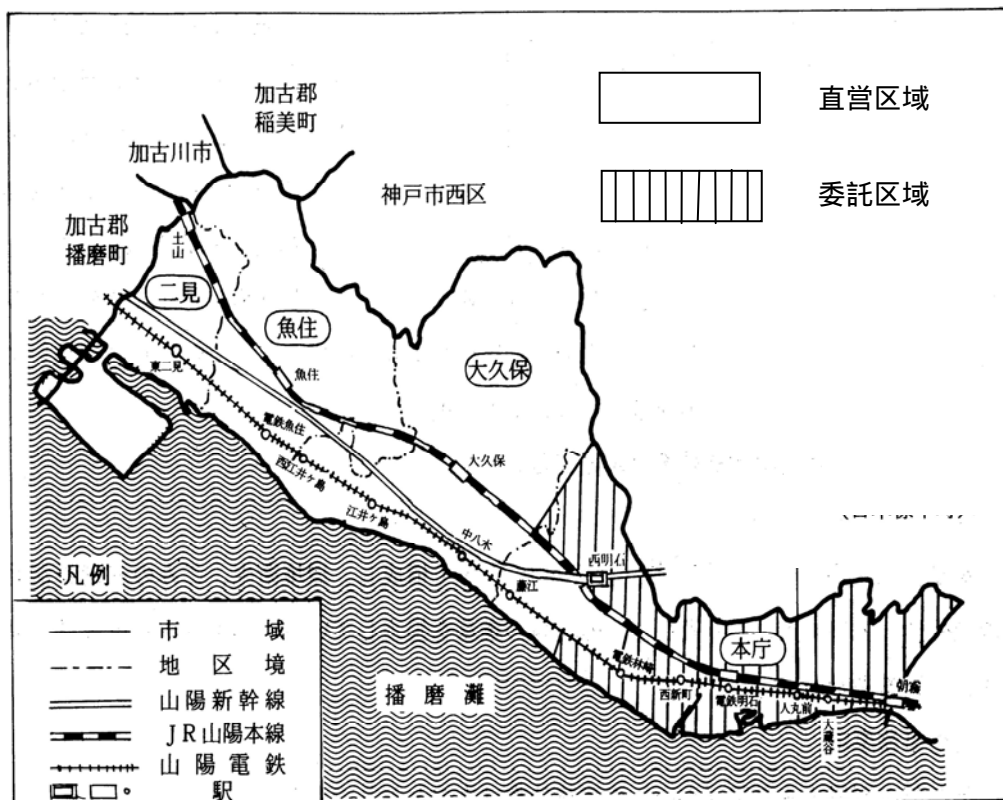 加古郡
稲美町
直営区域
加古川市
神戸市西区
委託区域
加古郡
播磨町
土山
二見
魚住
大久保
東二見
魚住
電鉄魚住
西江井ヶ島
大久保
江井ヶ島
中八木
西明石
藤江
凡例
本庁
電鉄林崎
西新町
電鉄明石
人丸前
大蔵谷
朝霧
播磨灘
市域
地区境
山陽新幹線
JR山陽本線
山陽電鉄
駅